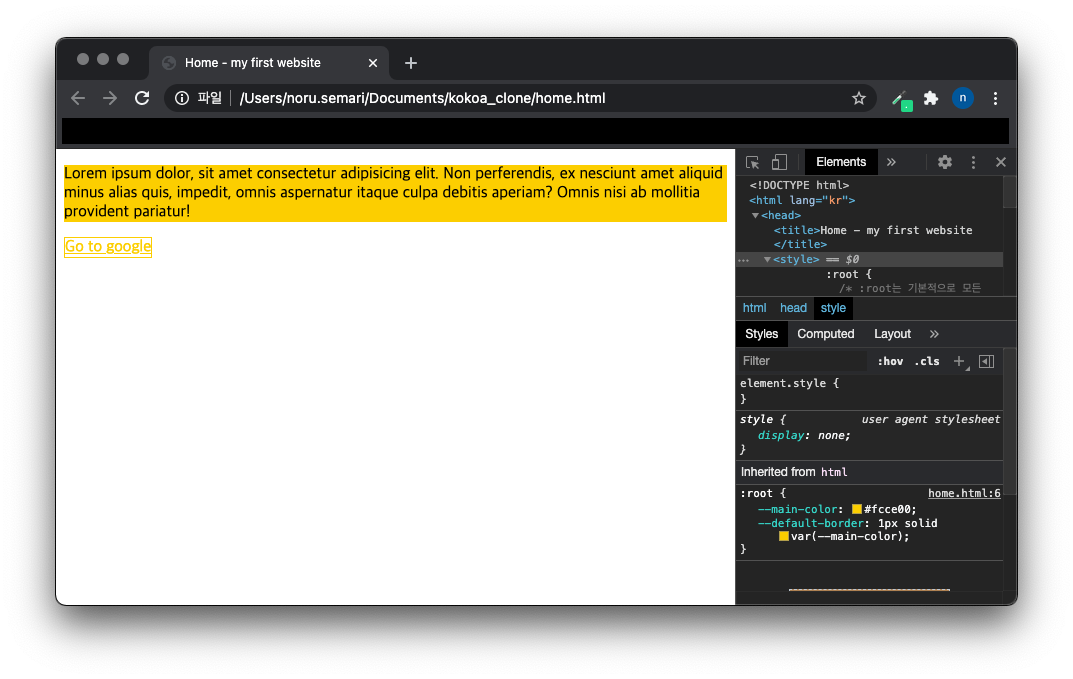 Home - my first website
파일 /Users/noru.semari/Documents/kokoa_clone/home.html
n
Lorem ipsum dolor, sit amet consectetur adipisicing elit. Non perferendis, ex nesciunt amet aliquid
minus alias quis, impedit, omnis aspernatur itaque culpa debitis aperiam? Omnis nisi ab mollitia
provident pariatur!
Go to google
Elements »
<!DOCTYPE html>
<html lang="kr">
<head>
<title>Home - my first website
</title>
… <style> == $0
:root {
/* :root는 기본적으로 모든
html head style
Styles Computed Layout »
Filter :hov .cls +
element.style {
}
style { user agent stylesheet
display: none;
}
Inherited from html
:root { home.html:6
--main-color: #fcce00;
--default-border: 1px solid
var(--main-color);
}